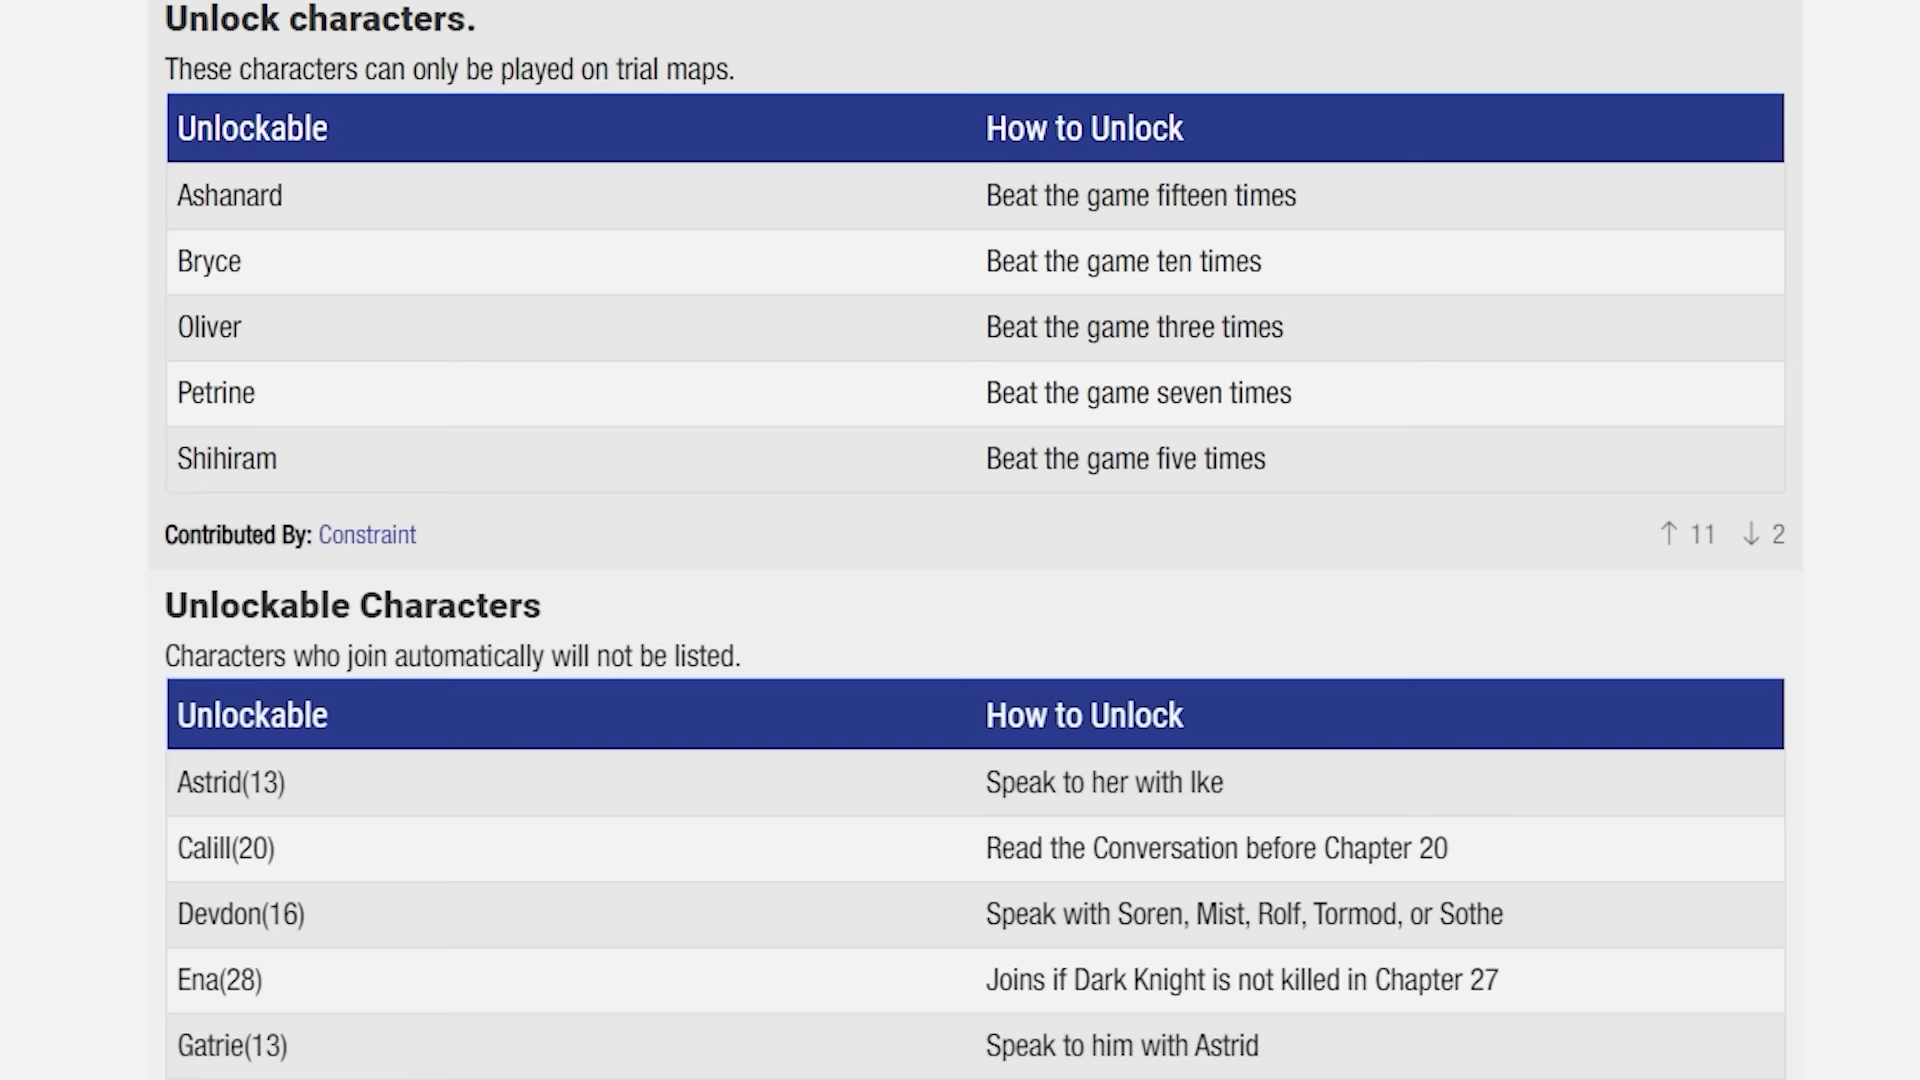 Unlock characters.
These characters can only be played on trial maps.
Unlockable How to Unlock
Ashanard Beat the game fifteen times
Bryce Beat the game ten times
Oliver Beat the game three times
Petrine Beat the game seven times
Shihiram Beat the game five times
Contributed By: Constraint ↑ 11 ↓ 2
Unlockable Characters
Characters who join automatically will not be listed.
Unlockable How to Unlock
Astrid(13) Speak to her with Ike
Calill(20) Read the Conversation before Chapter 20
Devdon(16) Speak with Soren, Mist, Rolf, Tormod, or Sothe
Ena(28) Joins if Dark Knight is not killed in Chapter 27
Gatrie(13) Speak to him with Astrid